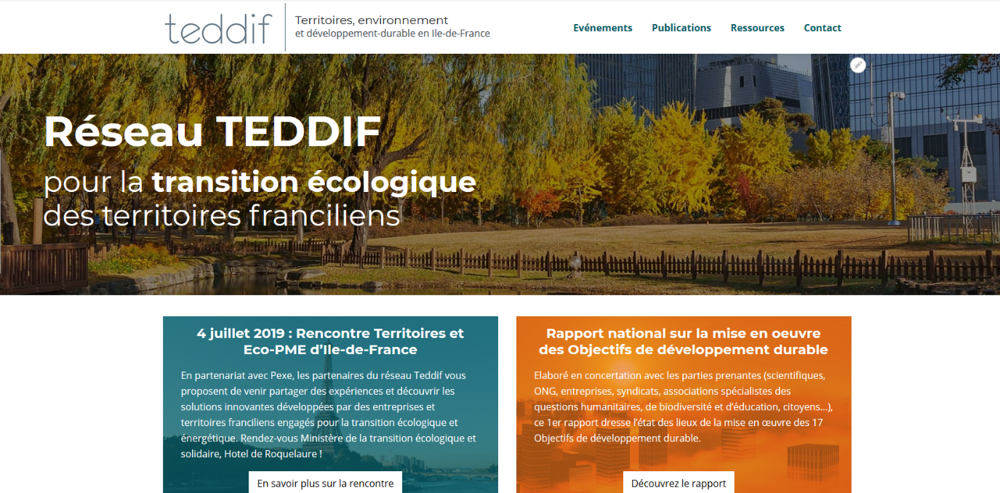 teddif
Territoires, environnement
et développement-durable en Ile-de-France
Evénements Publications Ressources Contact
Réseau TEDDIF
pour la transition écologique
des territoires franciliens
4 juillet 2019 : Rencontre Territoires et
Eco-PME d’Ile-de-France
En partenariat avec Pexe, les partenaires du réseau Teddif vous
proposent de venir partager des expériences et découvrir les
solutions innovantes développées par des entreprises et
territoires franciliens engagés pour la transition écologique et
énergétique. Rendez-vous Ministère de la transition écologique et
solidaire, Hotel de Roquelaure !
En savoir plus sur la rencontre
Rapport national sur la mise en oeuvre
des Objectifs de développement durable
Elaboré en concertation avec les parties prenantes (scientifiques,
ONG, entreprises, syndicats, associations spécialistes des
questions humanitaires, de biodiversité et d’éducation, citoyens…),
ce 1er rapport dresse l’état des lieux de la mise en œuvre des 17
Objectifs de développement durable.
Découvrez le rapport